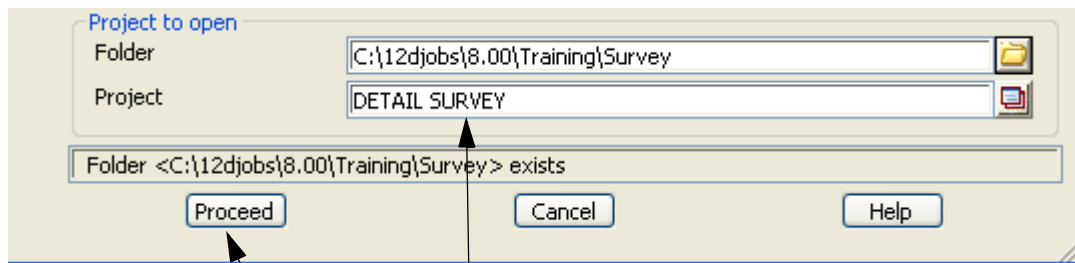 Project to open
Folder C:\12djobs\8.00\Training\Survey
Project DETAIL SURVEY
Folder <C:\12djobs\8.00\Training\Survey> exists
Proceed Cancel Help